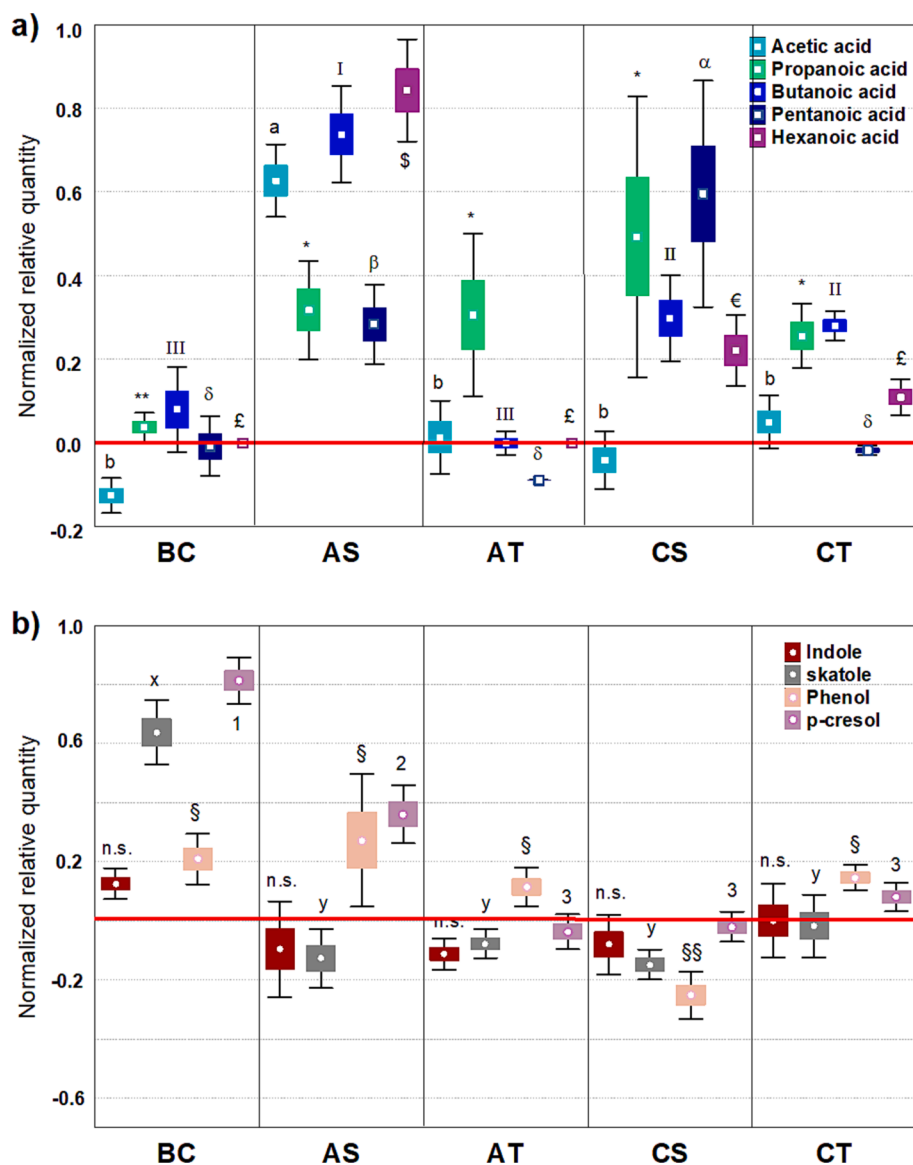 a)
Normalized relative quantity
1.0
0.8
0.6
0.4
0.2
0.0
-0.2
Acetic acid
Propanoic acid
Butanoic acid
Pentanoic acid
Hexanoic acid
b ** III δ £
a * I β $
b * III δ £
b * II α €
b * II δ £
BC AS AT CS CT
b)
Normalized relative quantity
1.0
0.6
0.2
-0.2
-0.6
Indole
skatole
Phenol
p-cresol
n.s. x § 1
n.s. y § 2
n.s. y § 3
n.s. y §§ 3
n.s. y § 3
BC AS AT CS CT